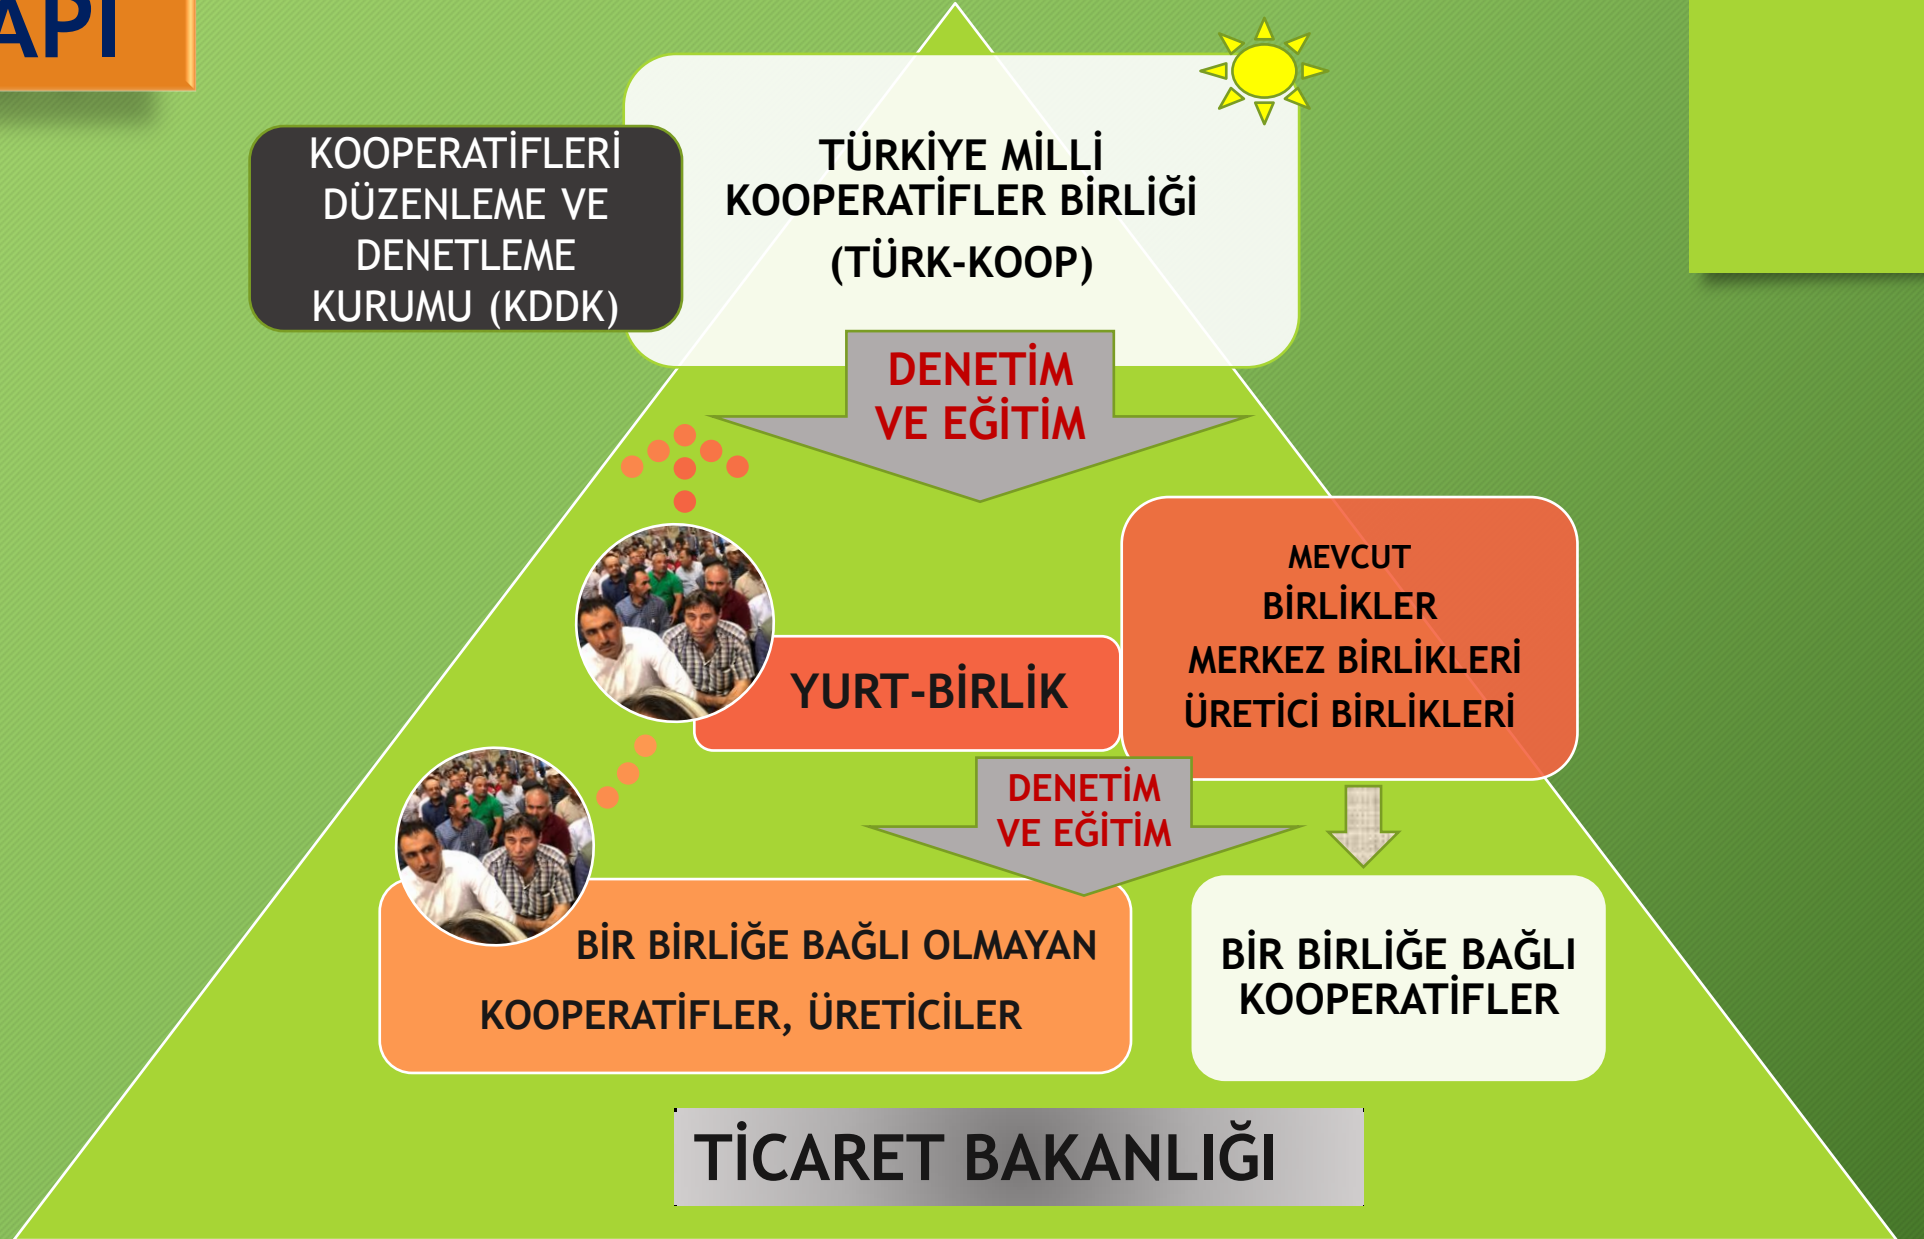 KOOPERATİFLERİ
DÜZENLEME VE
DENETLEME
KURUMU (KDDK)
TÜRKİYE MİLLİ
KOOPERATİFLER BİRLİĞİ
(TÜRK-KOOP)
DENETİM
VE EĞİTİM
MEVCUT
BİRLİKLER
MERKEZ BİRLİKLERİ
ÜRETİCİ BİRLİKLERİ
YURT-BİRLİK
DENETİM
VE EĞİTİM
BİR BİRLİĞE BAĞLI OLMAYAN
KOOPERATİFLER, ÜRETİCİLER
BİR BİRLİĞE BAĞLI
KOOPERATİFLER
TİCARET BAKANLIĞI